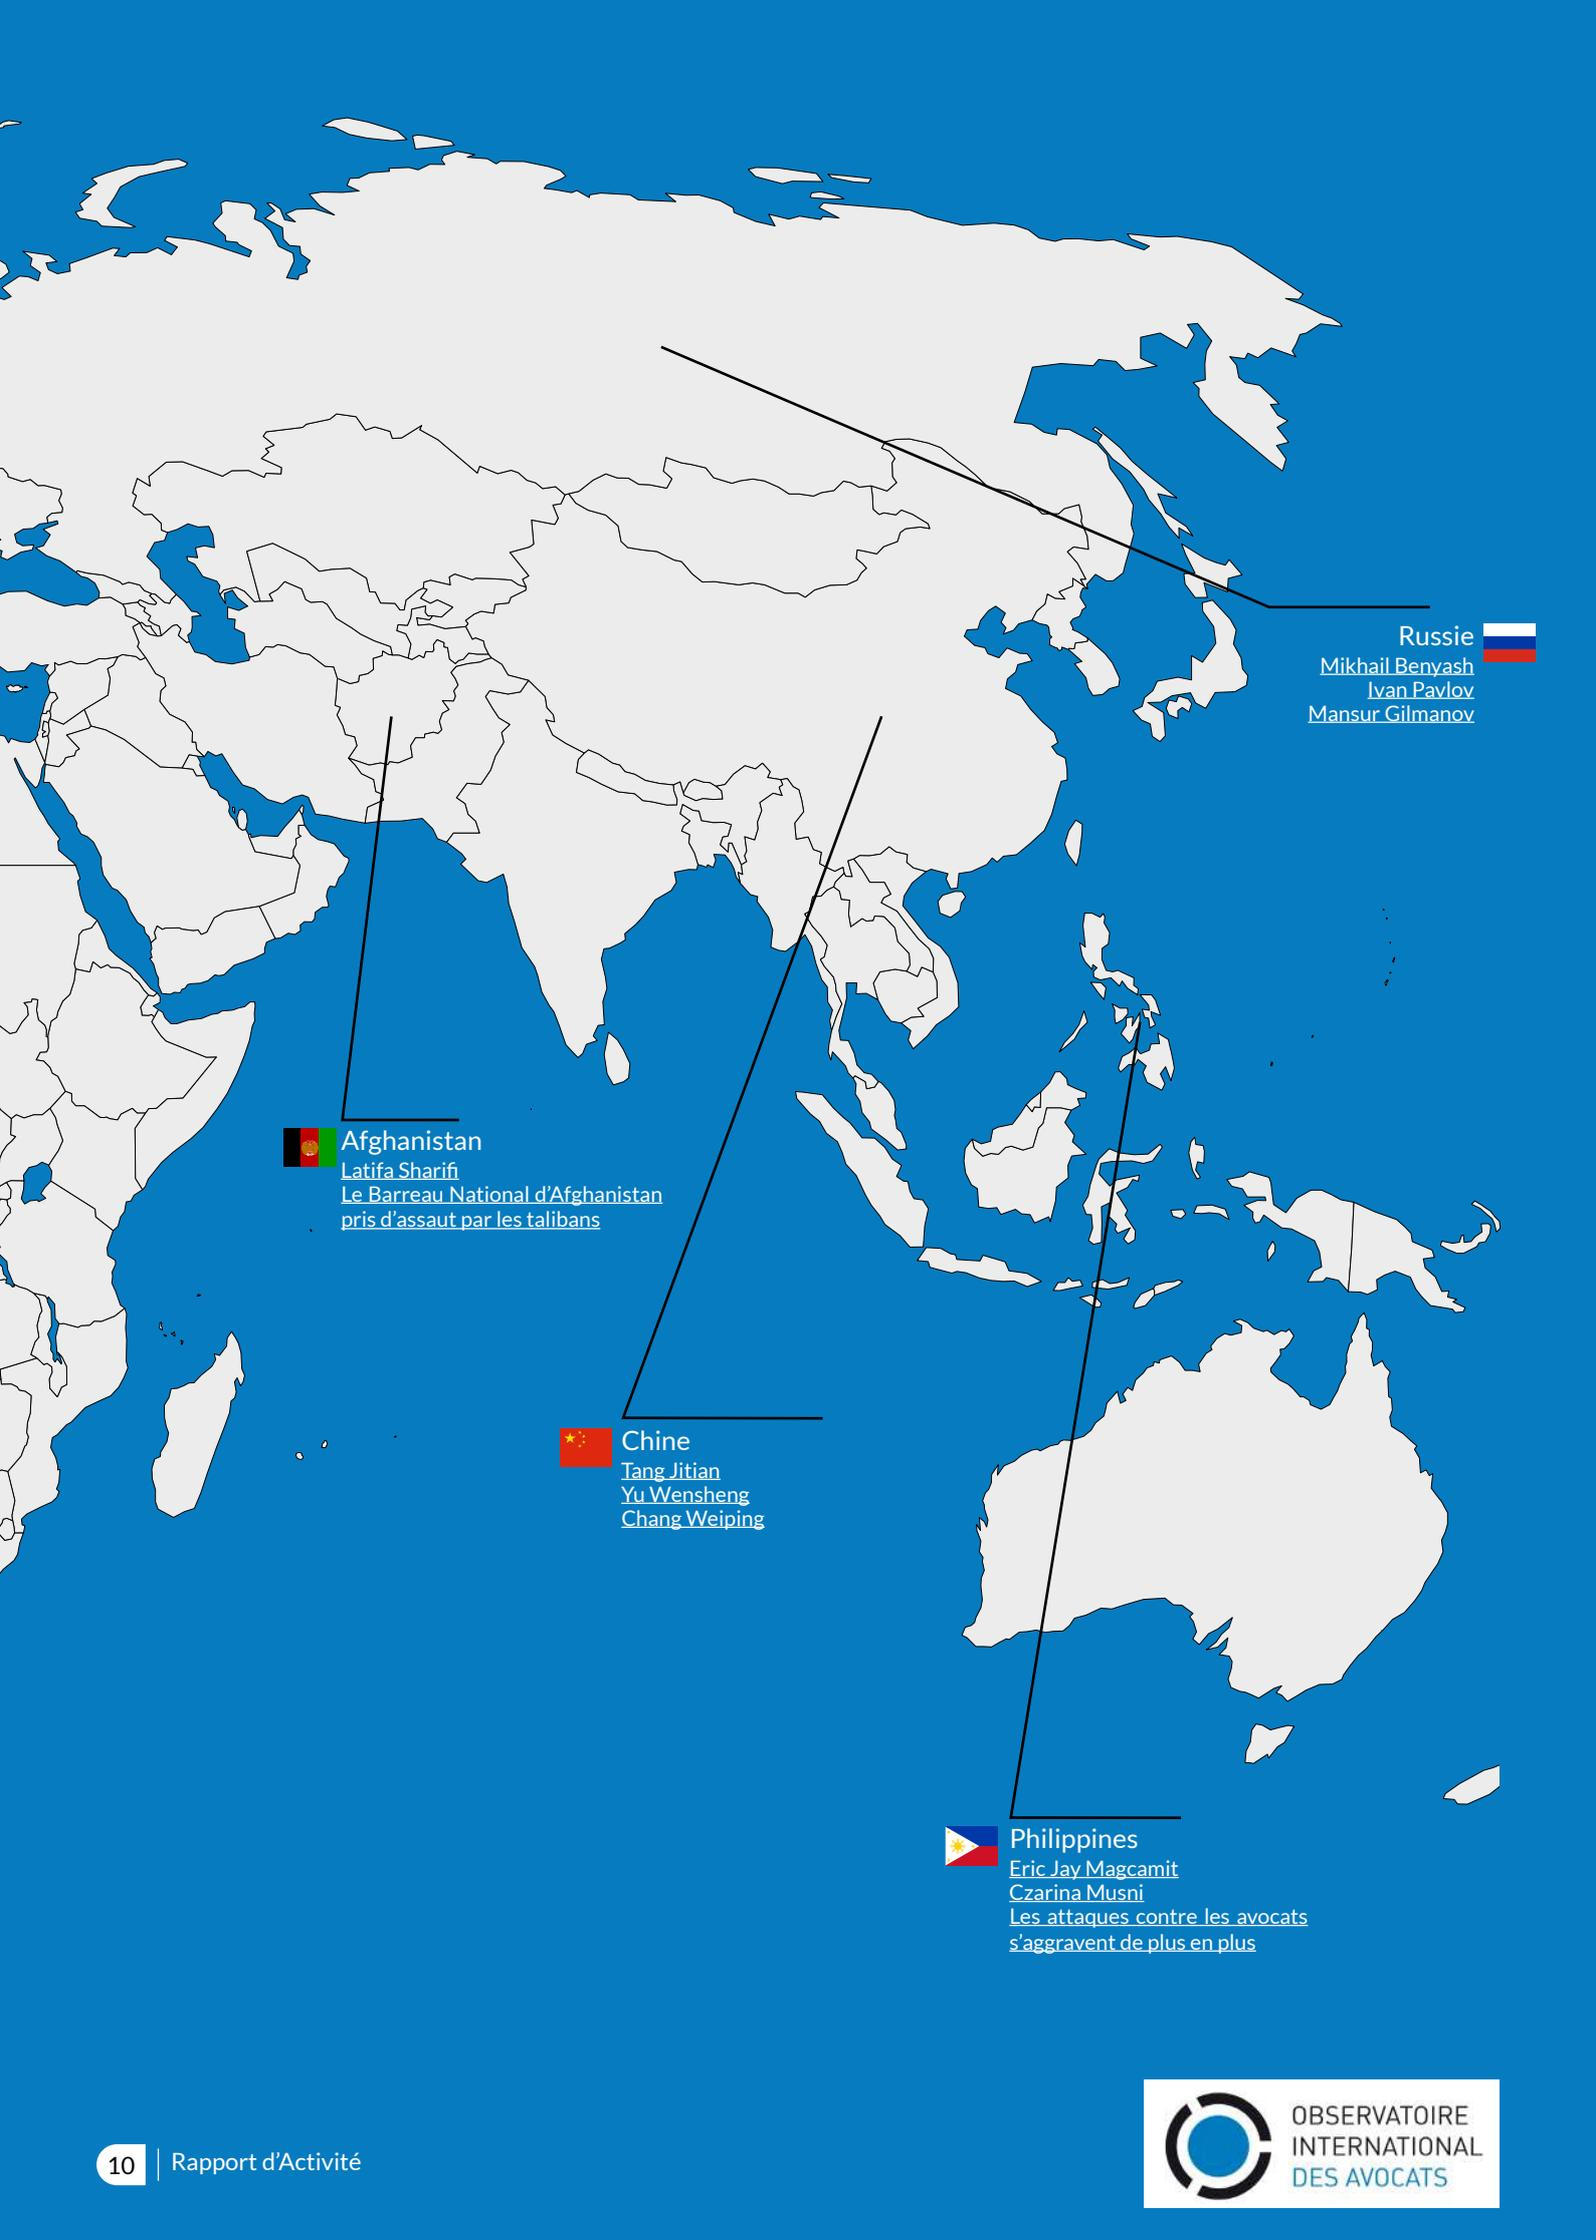 Russie
Mikhail Benyash
Ivan Pavlov
Mansur Gilmanov
Afghanistan
Latifa Sharifi
Le Barreau National d’Afghanistan
pris d’assaut par les talibans
Chine
Tang Jitian
Yu Wensheng
Chang Weiping
Philippines
Eric Jay Magcamit
Czarina Musni
Les attaques contre les avocats
s’aggravent de plus en plus
OBSERVATOIRE
INTERNATIONAL
DES AVOCATS
10 Rapport d’Activité